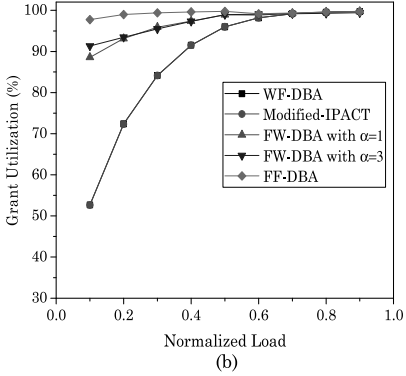 100
90
80
70
60
50
40
30
0.0 0.2 0.4 0.6 0.8 1.0
Grant Utilization (%)
WF-DBA
Modified-IPACT
FW-DBA with α=1
FW-DBA with α=3
FF-DBA
Normalized Load
(b)